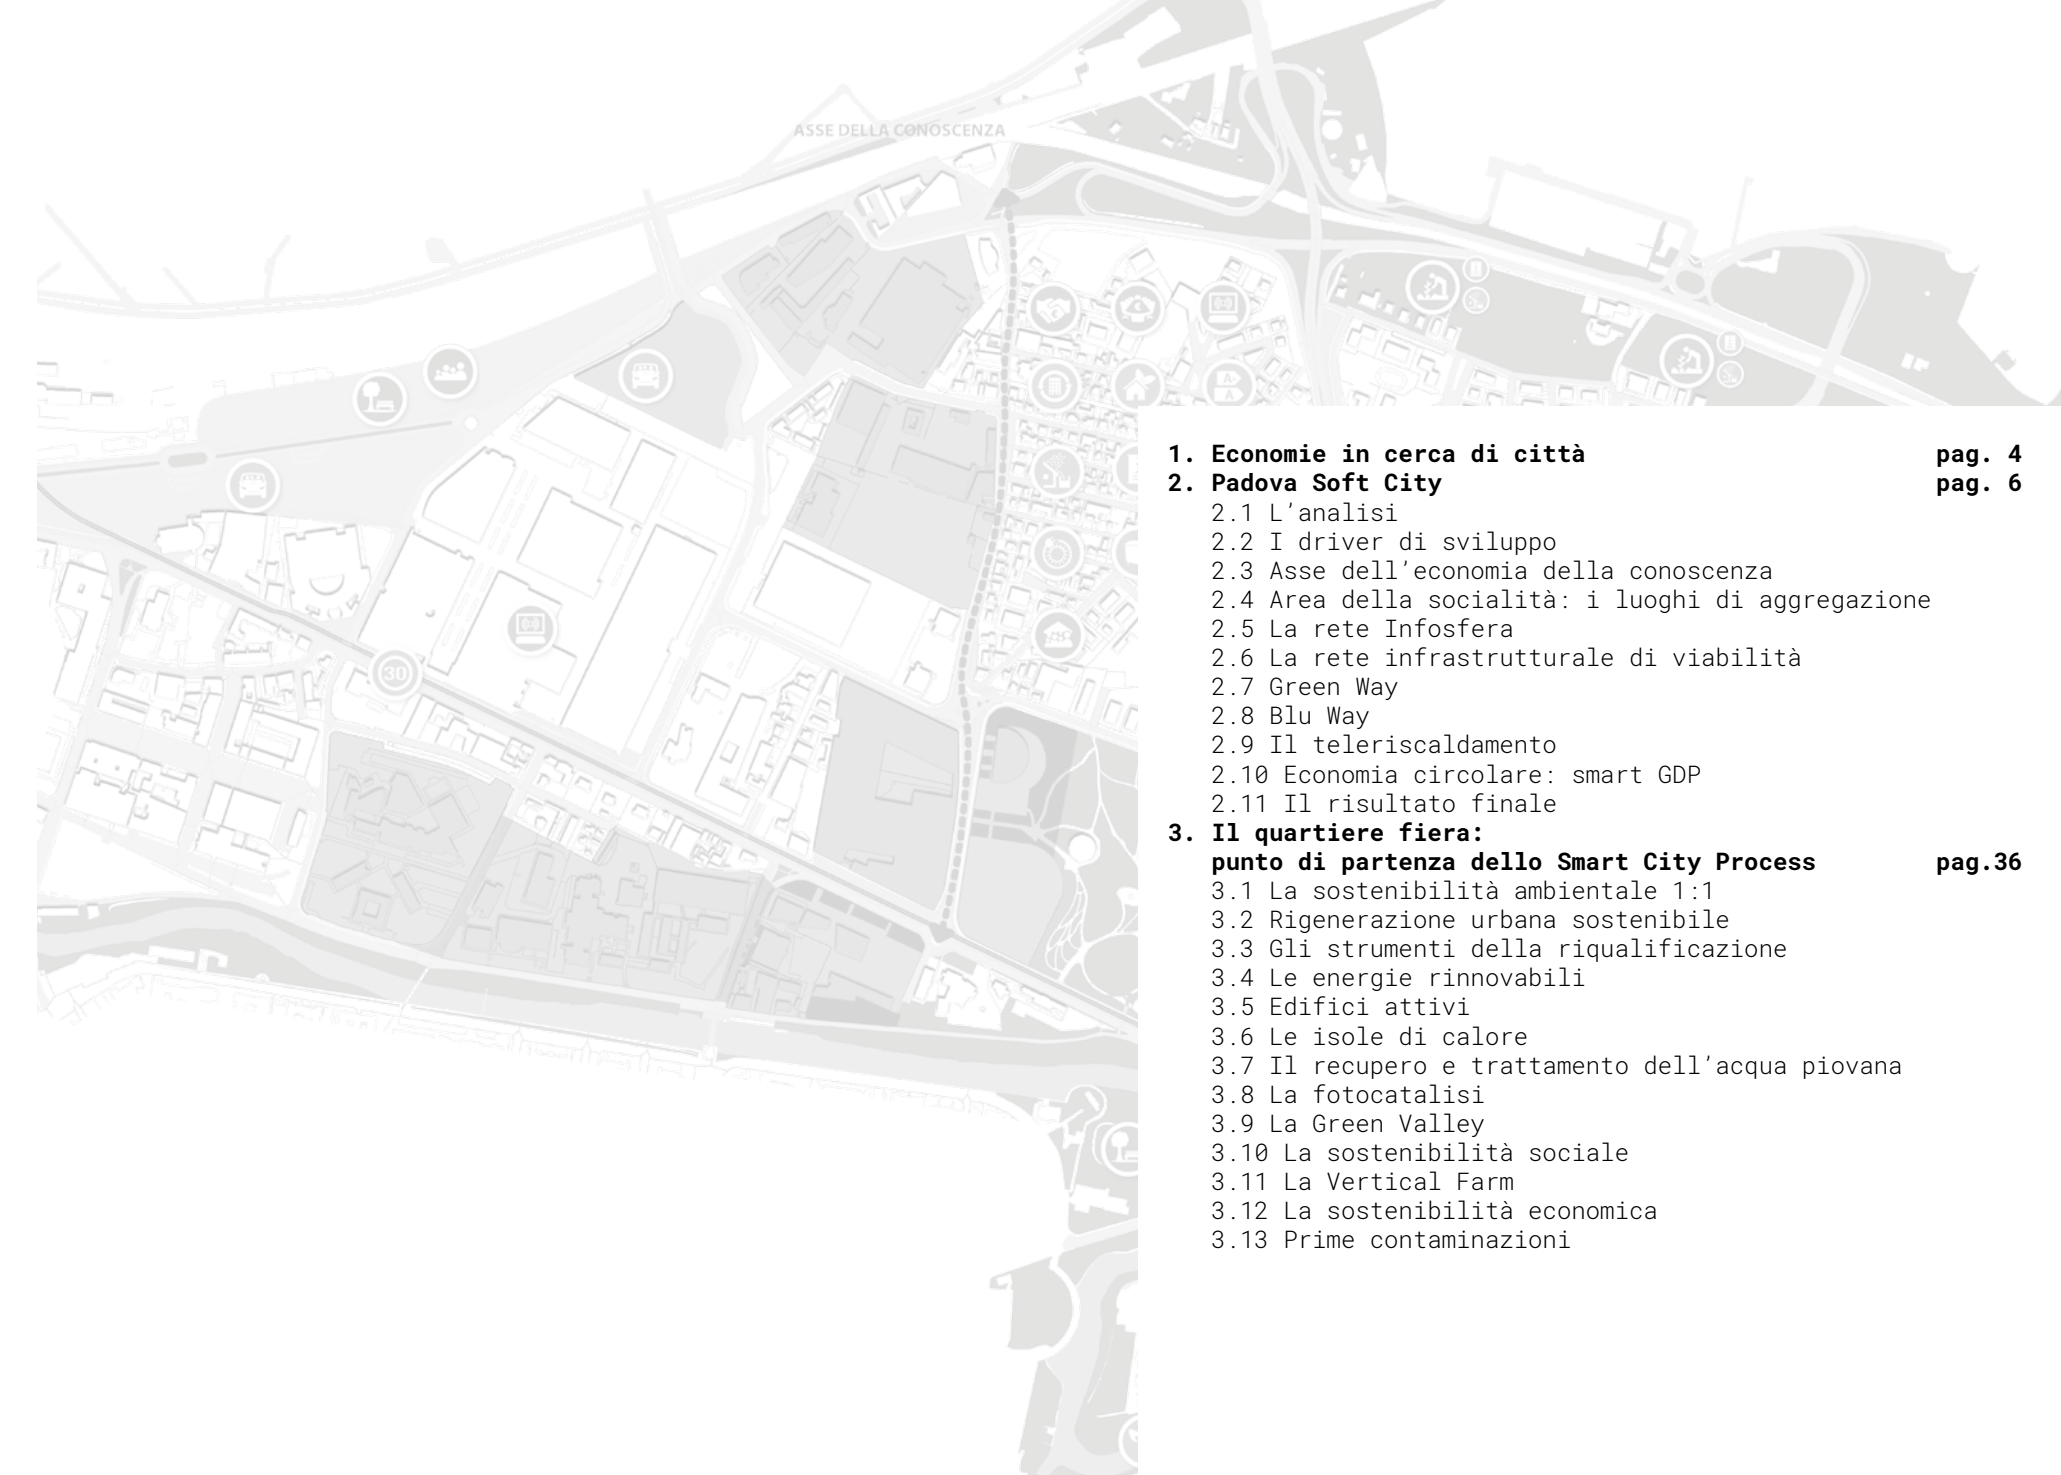 ASSE DELLA CONOSCENZA
30
1. Economie in cerca di città pag. 4
2. Padova Soft City pag. 6
2.1 L'analisi
2.2 I driver di sviluppo
2.3 Asse dell'economia della conoscenza
2.4 Area della socialità: i luoghi di aggregazione
2.5 La rete Infosfera
2.6 La rete infrastrutturale di viabilità
2.7 Green Way
2.8 Blu Way
2.9 Il teleriscaldamento
2.10 Economia circolare: smart GDP
2.11 Il risultato finale
3. Il quartiere fiera:
punto di partenza dello Smart City Process pag.36
3.1 La sostenibilità ambientale 1:1
3.2 Rigenerazione urbana sostenibile
3.3 Gli strumenti della riqualificazione
3.4 Le energie rinnovabili
3.5 Edifici attivi
3.6 Le isole di calore
3.7 Il recupero e trattamento dell'acqua piovana
3.8 La fotocatalisi
3.9 La Green Valley
3.10 La sostenibilità sociale
3.11 La Vertical Farm
3.12 La sostenibilità economica
3.13 Prime contaminazioni